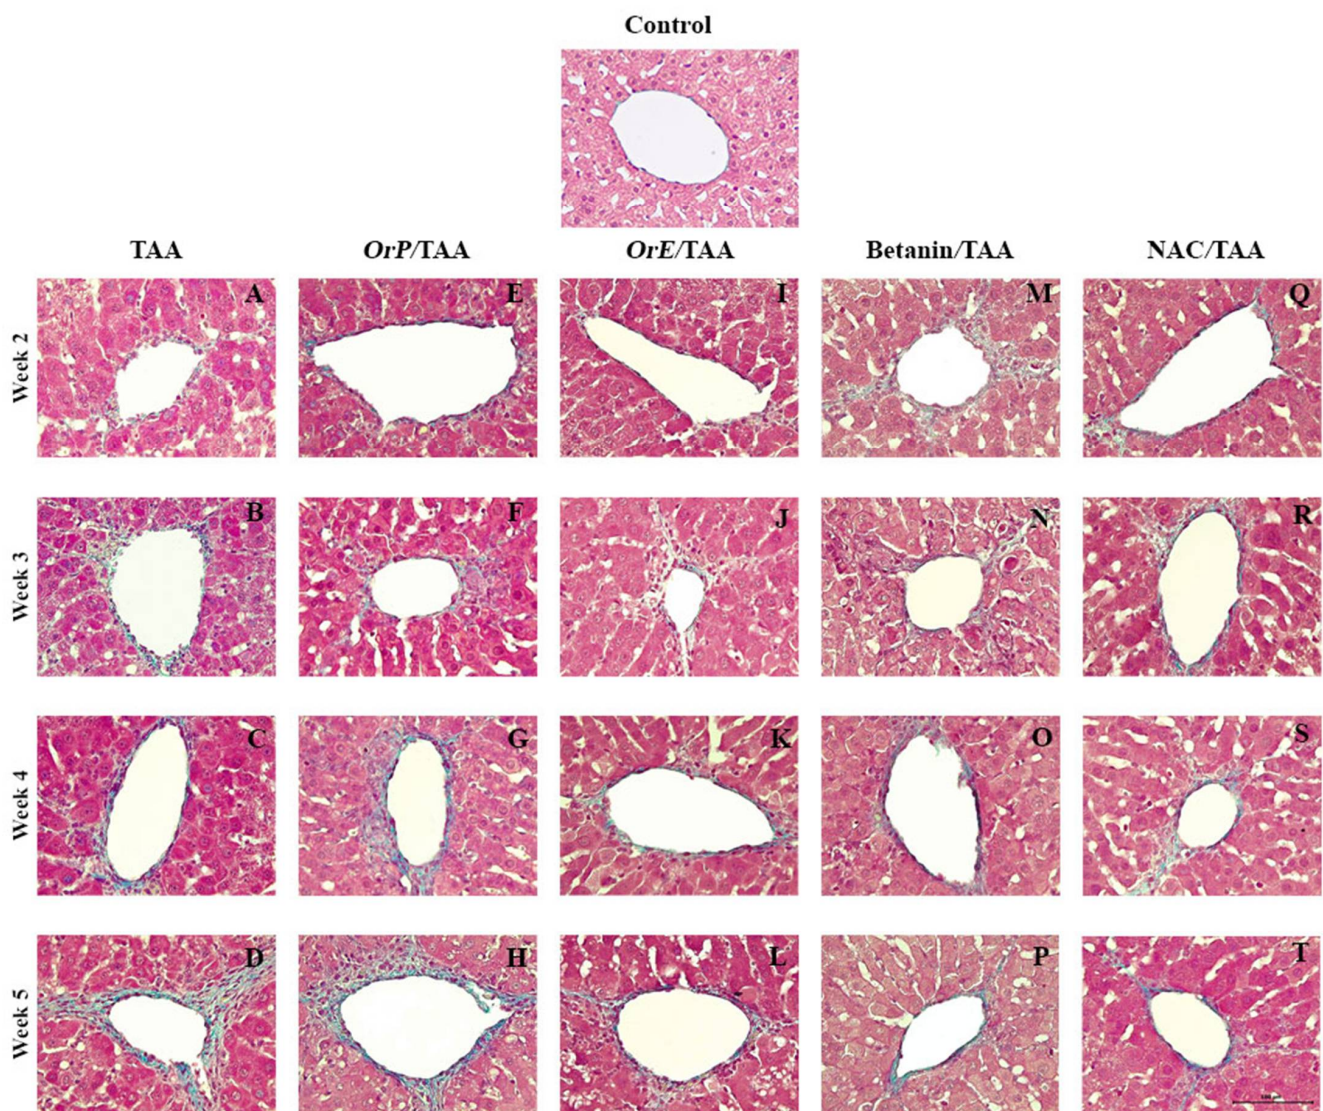 Control
TAA
OrP/TAA
OrE/TAA
Betanin/TAA
NAC/TAA
Week 2
A
E
I
M
Q
Week 3
B
F
J
N
R
Week 4
C
G
K
O
S
Week 5
D
H
L
P
T